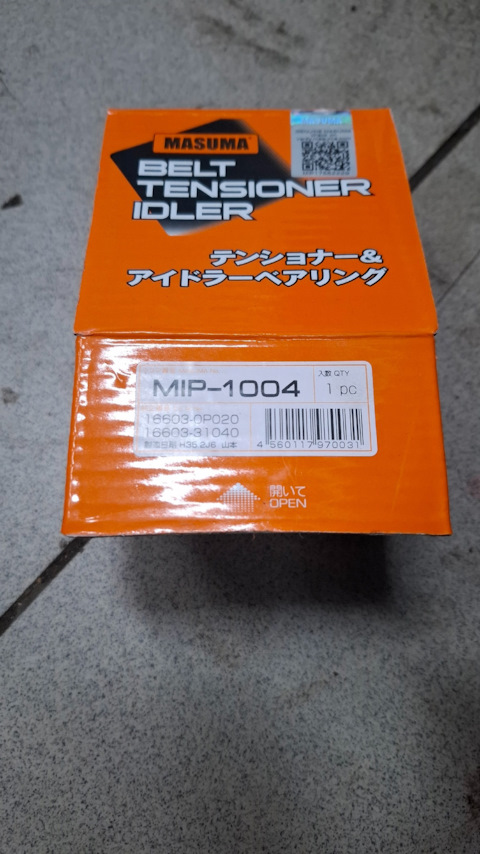 MASUMA
BELT
TENSIONER
IDLER
テンショナー&
アイドラーベアリング
MIP-1004
入数 QTY
1 pc
16603-0P020
16603-31040
4 560117 970031
開いて
OPEN